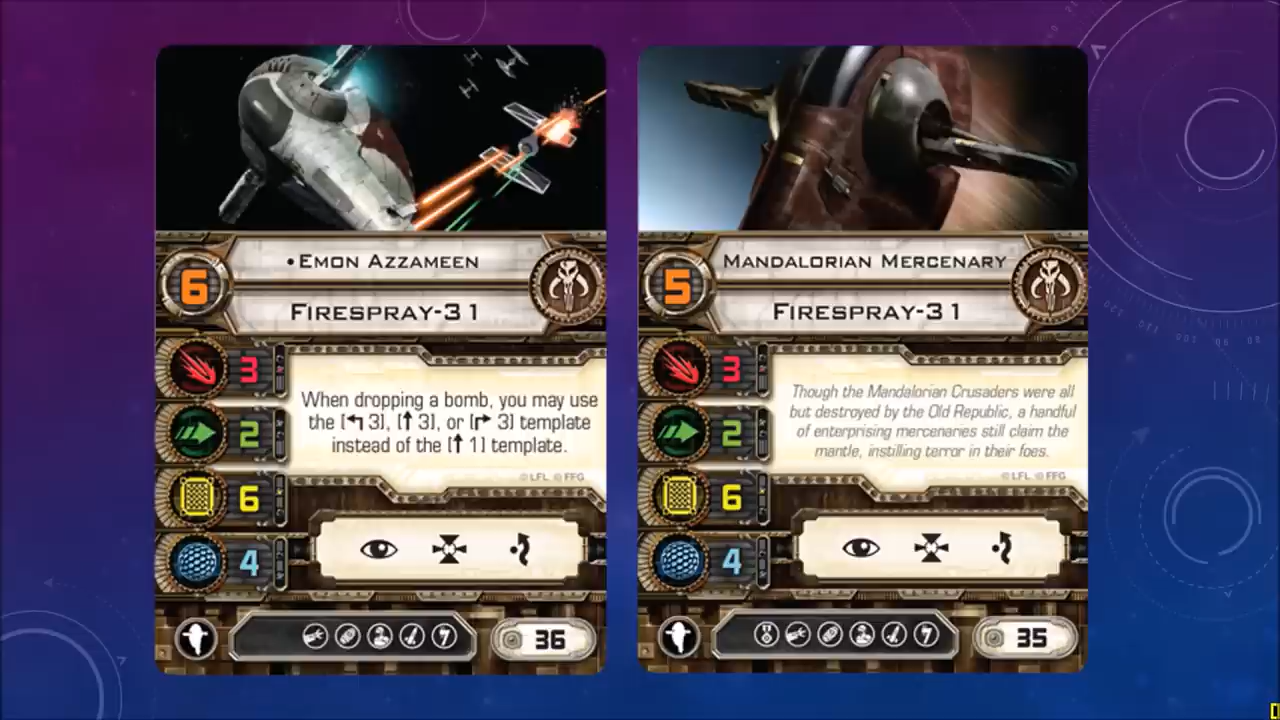 6
•EMON AZZAMEEN
FIRESPRAY-31
3
2
6
4
When dropping a bomb, you may use
the [↰ 3], [↑ 3], or [↱ 3] template
instead of the [↑ 1] template.
©LFL ©FFG
36
5
MANDALORIAN MERCENARY
FIRESPRAY-31
3
2
6
4
Though the Mandalorian Crusaders were all
but destroyed by the Old Republic, a handful
of enterprising mercenaries still claim the
mantle, instilling terror in their foes.
©LFL ©FFG
35